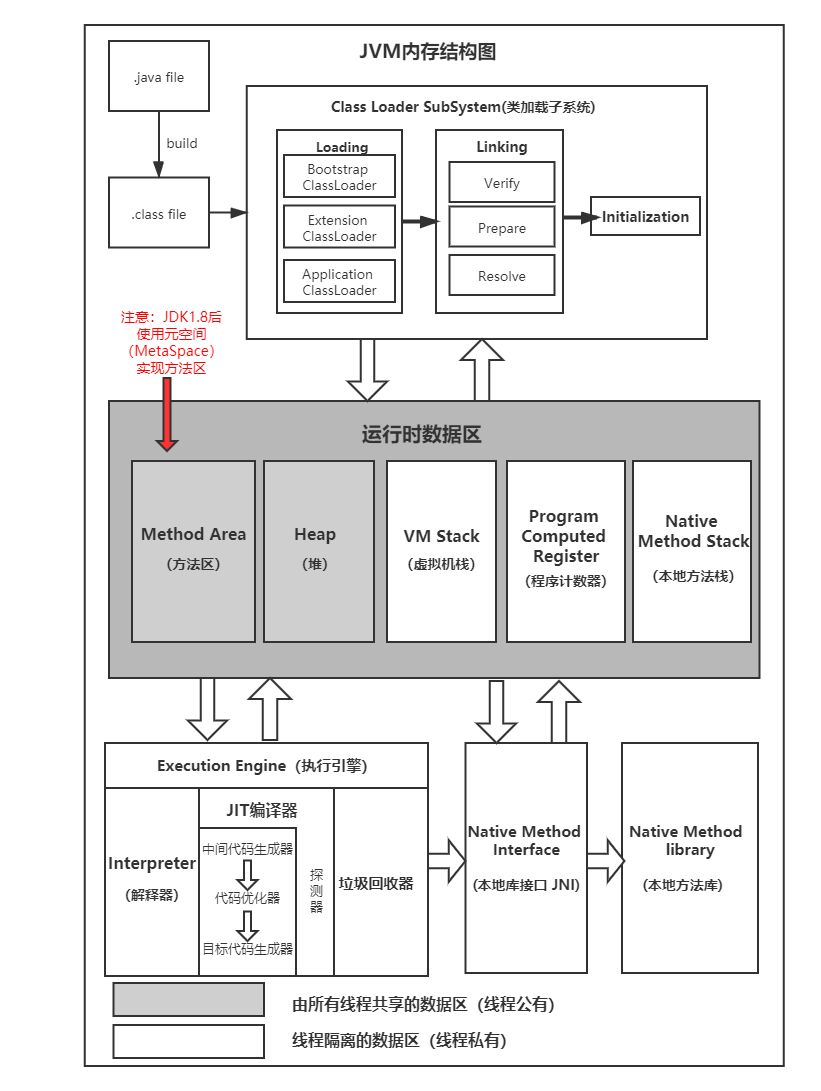 JVM内存结构图
.java file
build
.class file
Class Loader SubSystem(类加载子系统)
Loading
Bootstrap
ClassLoader
Extension
ClassLoader
Application
ClassLoader
Linking
Verify
Prepare
Resolve
Initialization
注意：JDK1.8后
使用元空间
（MetaSpace）
实现方法区
运行时数据区
Method Area
（方法区）
Heap
（堆）
VM Stack
（虚拟机栈）
Program
Computed
Register
（程序计数器）
Native
Method Stack
（本地方法栈）
Execution Engine（执行引擎）
Interpreter
（解释器）
JIT编译器
中间代码生成器
代码优化器
目标代码生成器
探
测
器
垃圾回收器
Native Method
Interface
（本地库接口 JNI）
Native Method
library
（本地方法库）
由所有线程共享的数据区（线程公有）
线程隔离的数据区（线程私有）